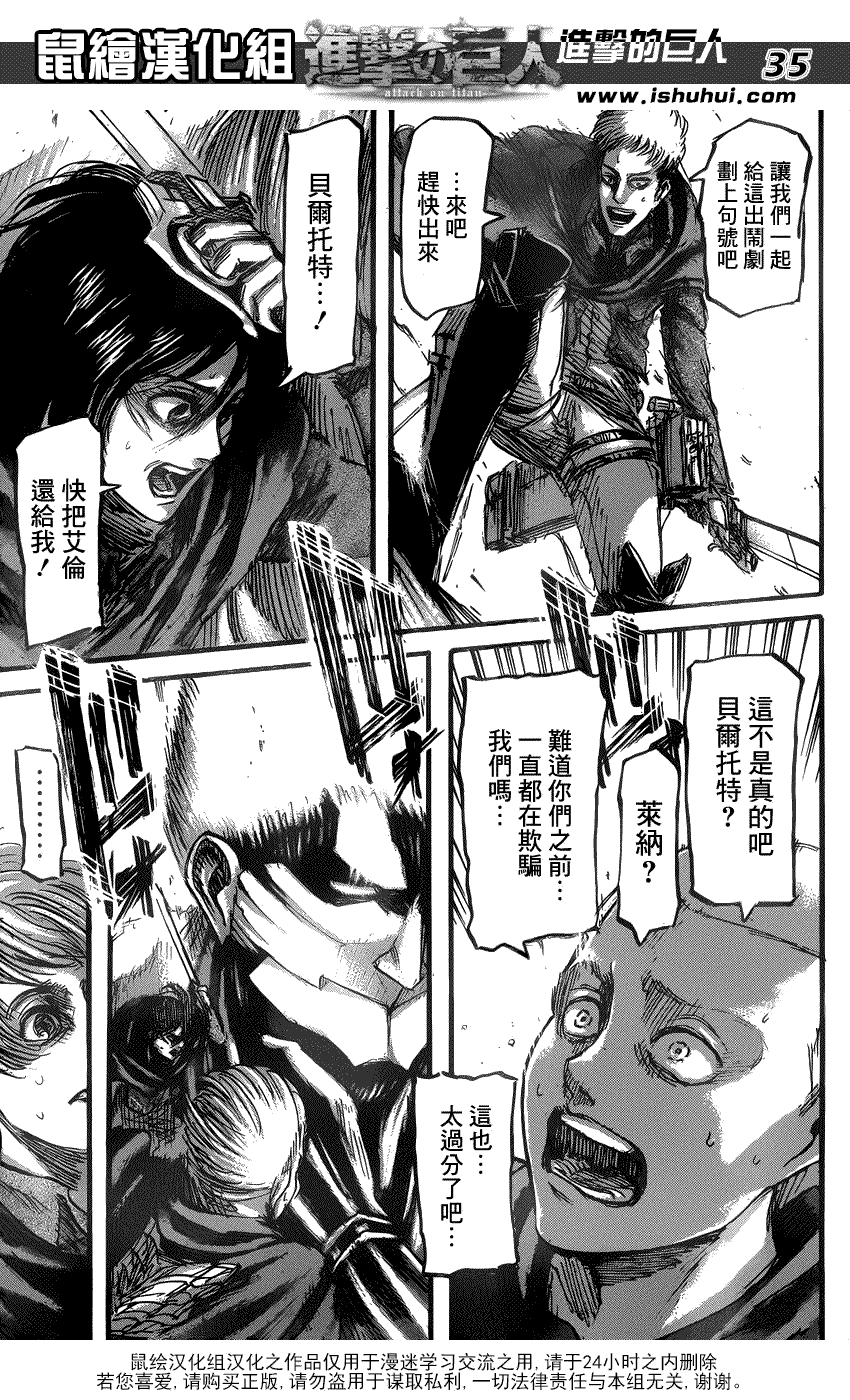 鼠繪漢化組
進撃の巨人
attack on titan
進擊的巨人
35
www.ishuhui.com
讓我們一起
給這出鬧劇
劃上句號吧
…來吧
趕快出來
貝爾托特…！
快把艾倫
還給我！
這不是真的吧
貝爾托特？
萊納？
難道你們之前…
一直都在欺騙
我們嗎…
這也…
太過分了吧…
………
鼠绘汉化组汉化之作品仅用于漫迷学习交流之用, 请于24小时之内删除
若您喜爱, 请购买正版, 请勿盗用于谋取私利, 一切法律责任与本组无关, 谢谢。